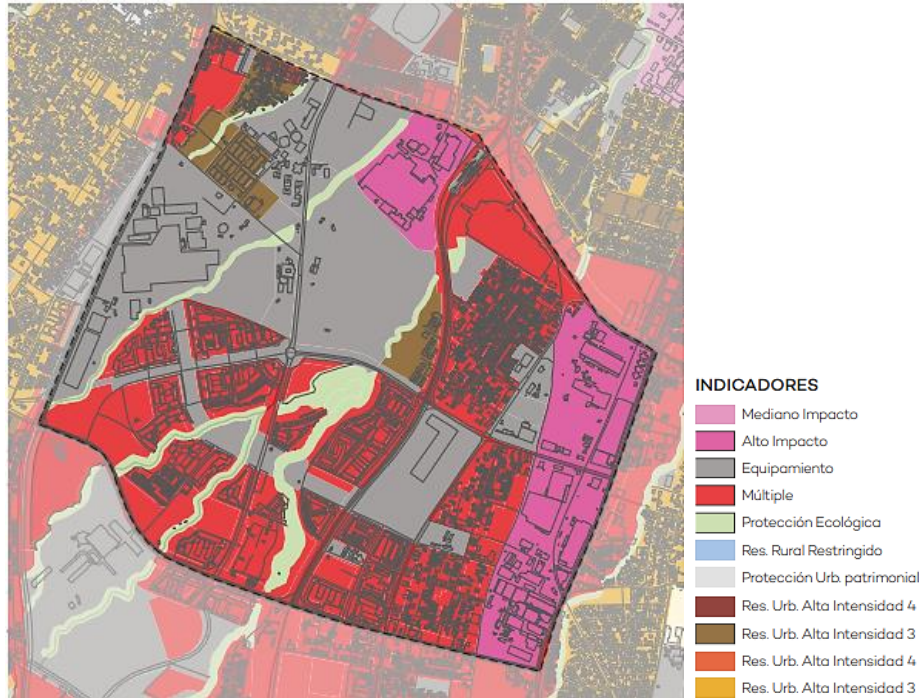 INDICADORES
Mediano Impacto
Alto Impacto
Equipamiento
Múltiple
Protección Ecológica
Res. Rural Restringido
Protección Urb. patrimonial
Res. Urb. Alta Intensidad 4
Res. Urb. Alta Intensidad 3
Res. Urb. Alta Intensidad 4
Res. Urb. Alta Intensidad 3